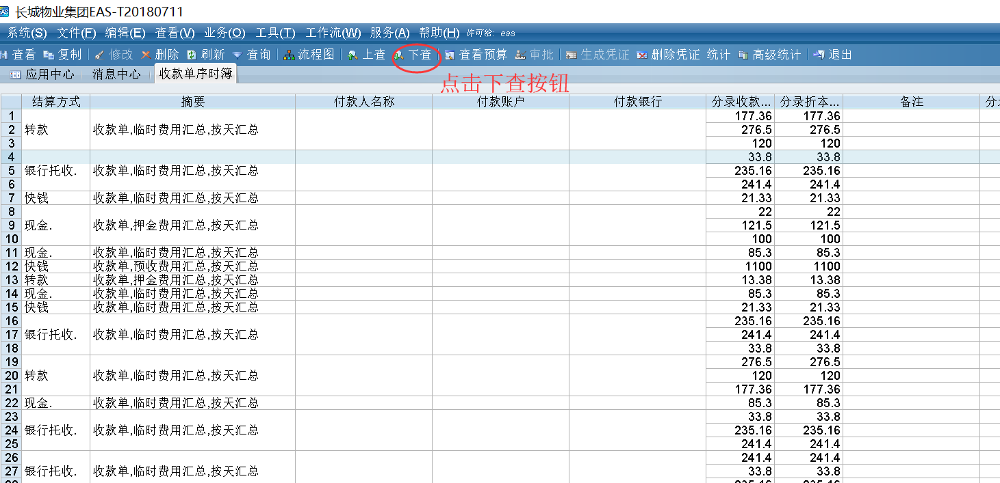 长城物业集团EAS-T20180711
系统(S) 文件(F) 编辑(E) 查看(V) 业务(O) 工具(T) 工作流(W) 服务(A) 帮助(H) 许可给: eas
查看 复制 修改 删除 刷新 查询 流程图 上查 下查 查看预算 审批 生成凭证 删除凭证 统计 高级统计 退出
应用中心 消息中心 收款单序时簿
点击下查按钮
结算方式 摘要 付款人名称 付款账户 付款银行 分录收款... 分录折本... 备注
1 177.36 177.36
2 转款 收款单,临时费用汇总,按天汇总 276.5 276.5
3 120 120
4 33.8 33.8
5 银行托收. 收款单,临时费用汇总,按天汇总 235.16 235.16
6 241.4 241.4
7 快钱 收款单,临时费用汇总,按天汇总 21.33 21.33
8 22 22
9 现金. 收款单,押金费用汇总,按天汇总 121.5 121.5
10 100 100
11 现金. 收款单,临时费用汇总,按天汇总 85.3 85.3
12 快钱 收款单,预收费用汇总,按天汇总 1100 1100
13 转款 收款单,押金费用汇总,按天汇总 13.38 13.38
14 现金. 收款单,临时费用汇总,按天汇总 85.3 85.3
15 快钱 收款单,临时费用汇总,按天汇总 21.33 21.33
16 235.16 235.16
17 银行托收. 收款单,临时费用汇总,按天汇总 241.4 241.4
18 33.8 33.8
19 276.5 276.5
20 转款 收款单,临时费用汇总,按天汇总 120 120
21 177.36 177.36
22 现金. 收款单,临时费用汇总,按天汇总 85.3 85.3
23 33.8 33.8
24 银行托收. 收款单,临时费用汇总,按天汇总 235.16 235.16
25 241.4 241.4
26 241.4 241.4
27 银行托收. 收款单,临时费用汇总,按天汇总 33.8 33.8